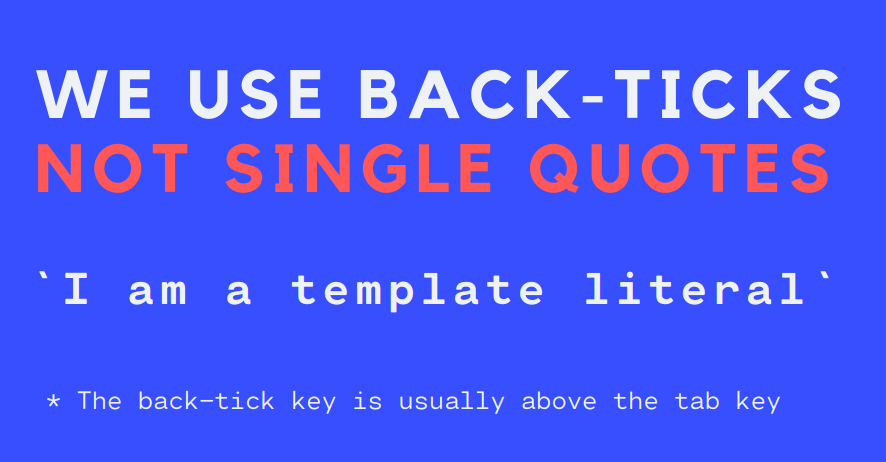 WE USE BACK-TICKS
NOT SINGLE QUOTES
`I am a template literal`
* The back-tick key is usually above the tab key